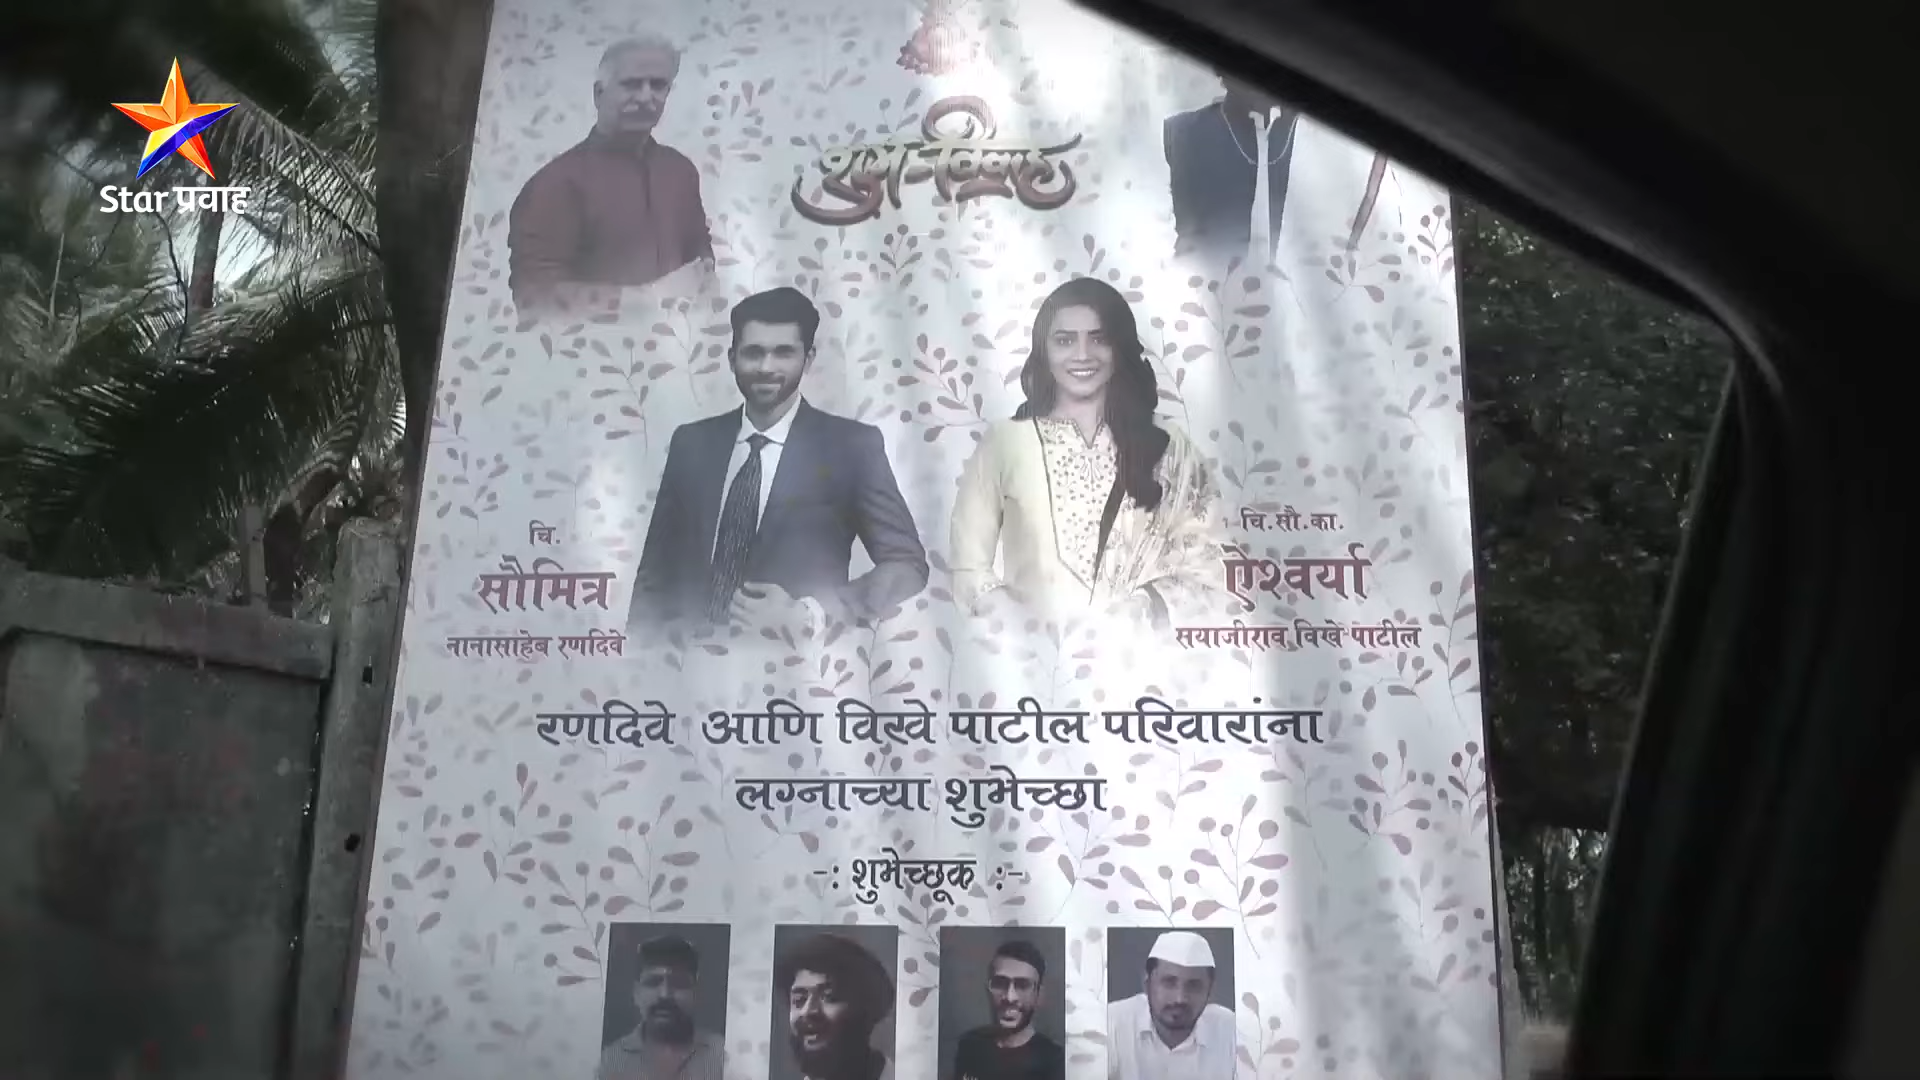 Star प्रवाह
शुभ-विवाह
चि.
सौमित्र
नानासाहेब रणदिवे
चि.सौ.का.
ऐश्वर्या
सयाजीराव विखे पाटील
रणदिवे आणि विखे पाटील परिवारांना
लग्नाच्या शुभेच्छा
-: शुभेच्छूक :-